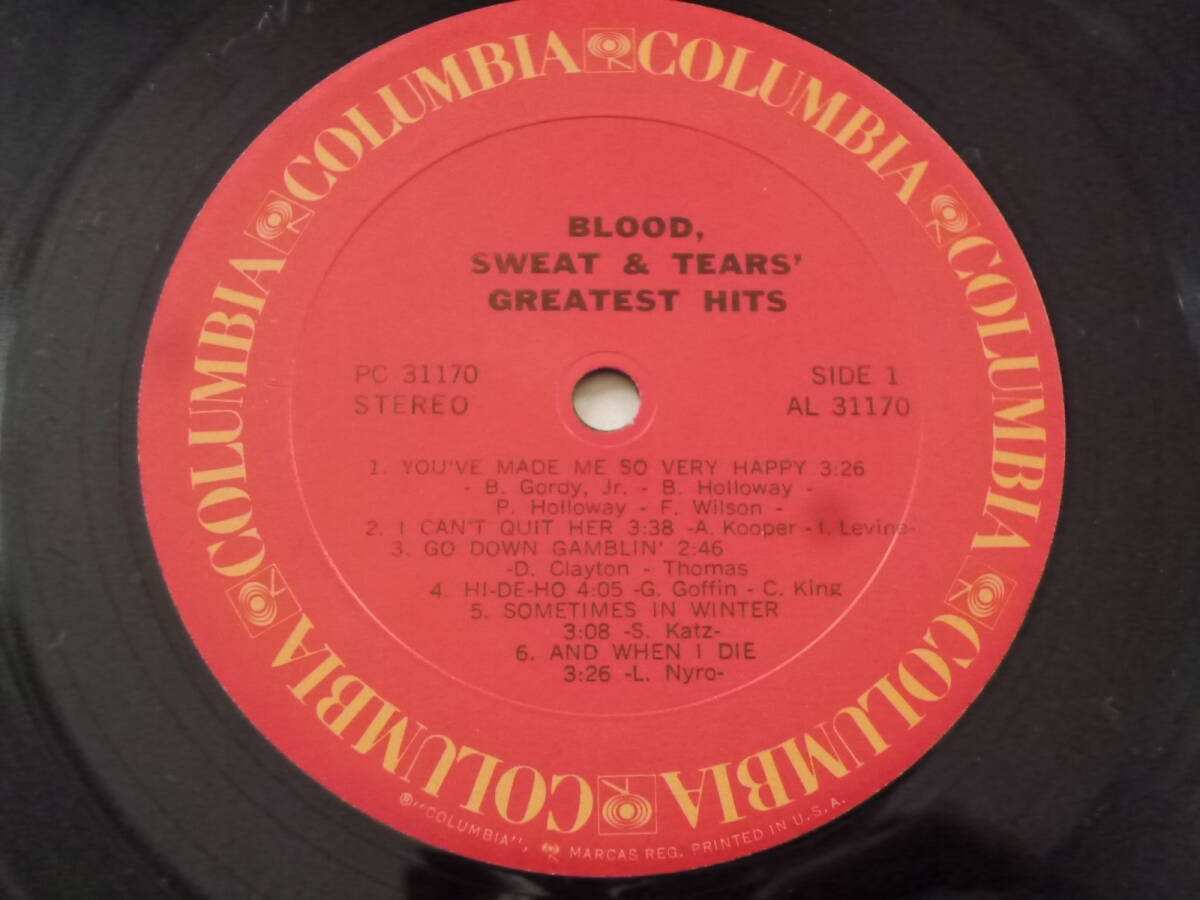 COLUMBIA COLUMBIA COLUMBIA COLUMBIA COLUMBIA COLUMBIA COLUMBIA COLUMBIA
BLOOD,
SWEAT & TEARS'
GREATEST HITS
PC 31170 SIDE 1
STEREO AL 31170
1. YOU'VE MADE ME SO VERY HAPPY 3:26
- B. Gordy, Jr. - B. Holloway -
P. Holloway - F. Wilson -
2. I CAN'T QUIT HER 3:38 -A. Kooper - I. Levine-
3. GO DOWN GAMBLIN' 2:46
-D. Clayton - Thomas
4. HI-DE-HO 4:05 -G. Goffin - C. King
5. SOMETIMES IN WINTER
3:08 -S. Katz-
6. AND WHEN I DIE
3:26 -L. Nyro-
®"COLUMBIA", MARCAS REG. PRINTED IN U.S.A.